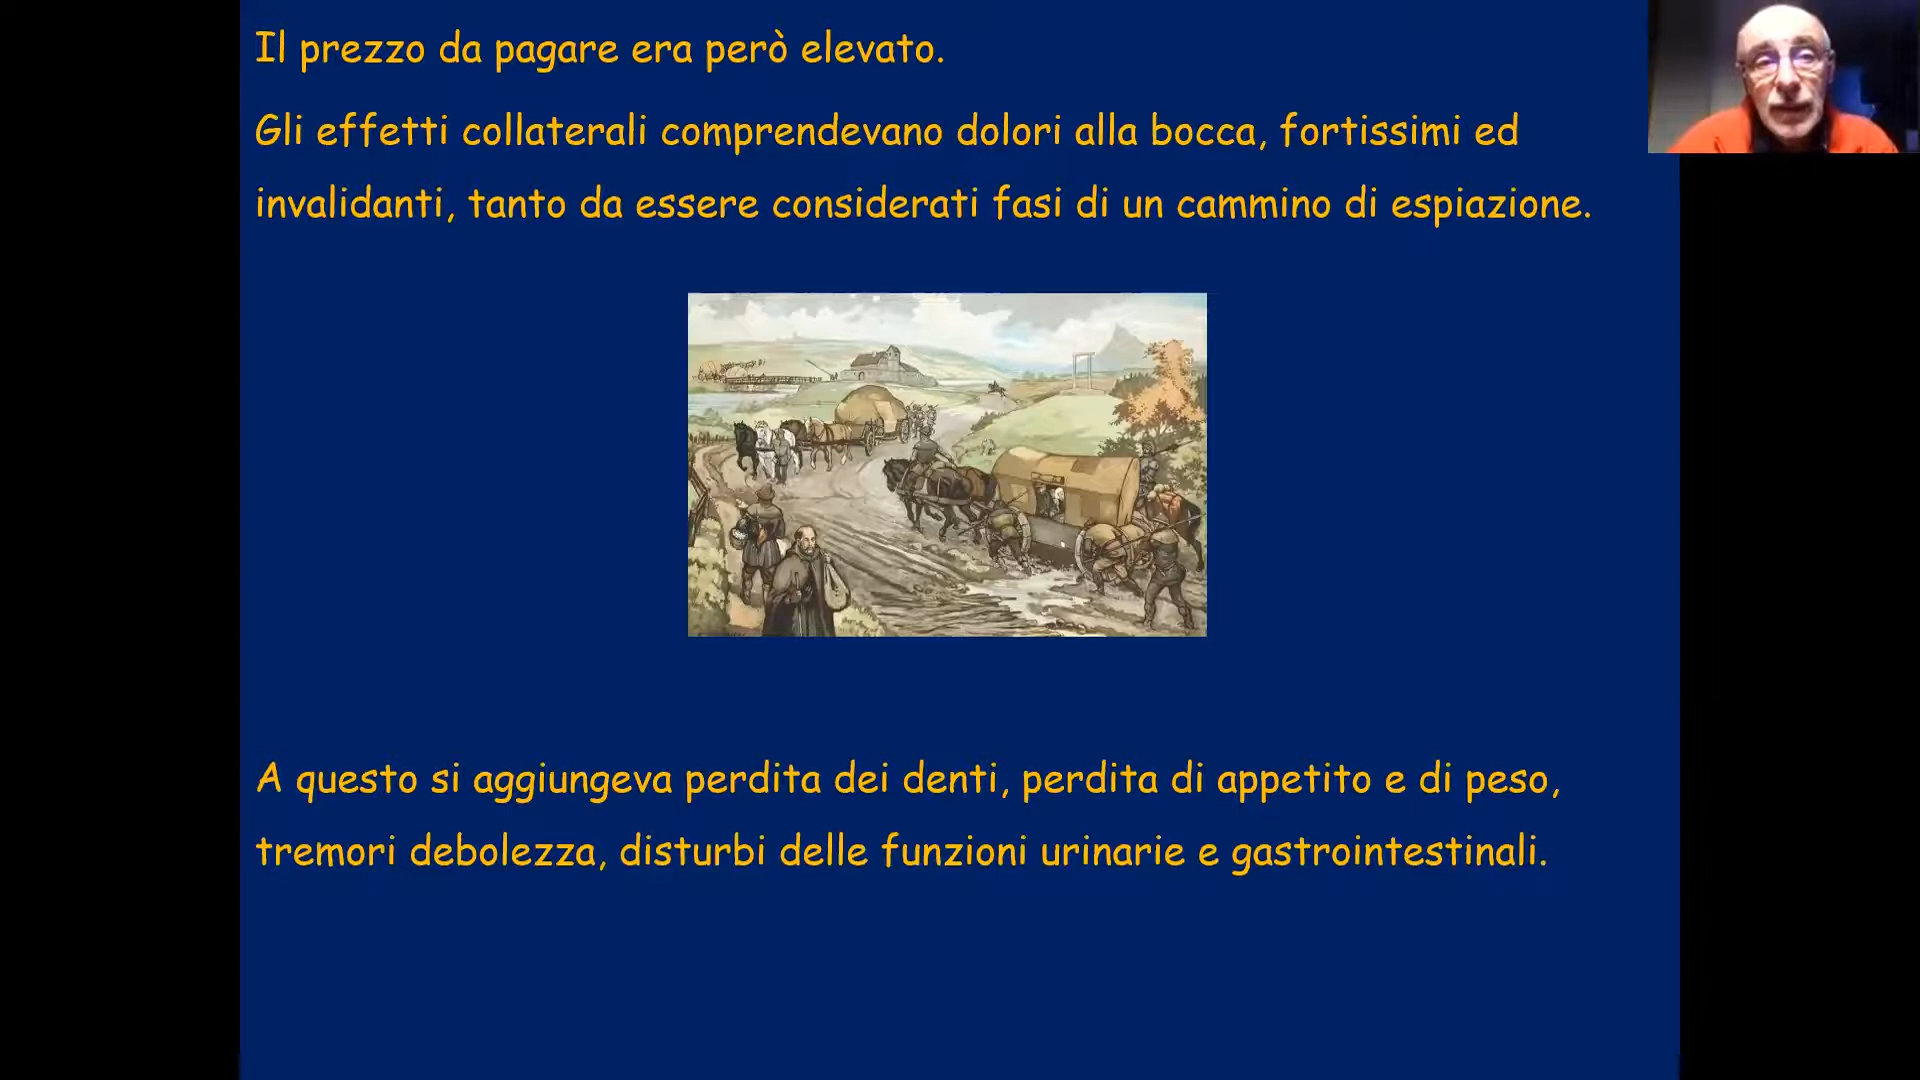 Il prezzo da pagare era però elevato.
Gli effetti collaterali comprendevano dolori alla bocca, fortissimi ed
invalidanti, tanto da essere considerati fasi di un cammino di espiazione.
A questo si aggiungeva perdita dei denti, perdita di appetito e di peso,
tremori debolezza, disturbi delle funzioni urinarie e gastrointestinali.